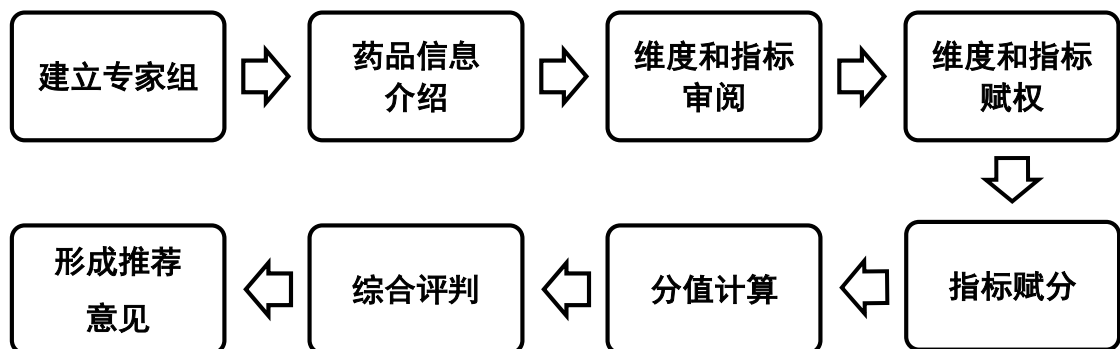 建立专家组
药品信息
介绍
维度和指标
审阅
维度和指标
赋权
指标赋分
分值计算
综合评判
形成推荐
意见